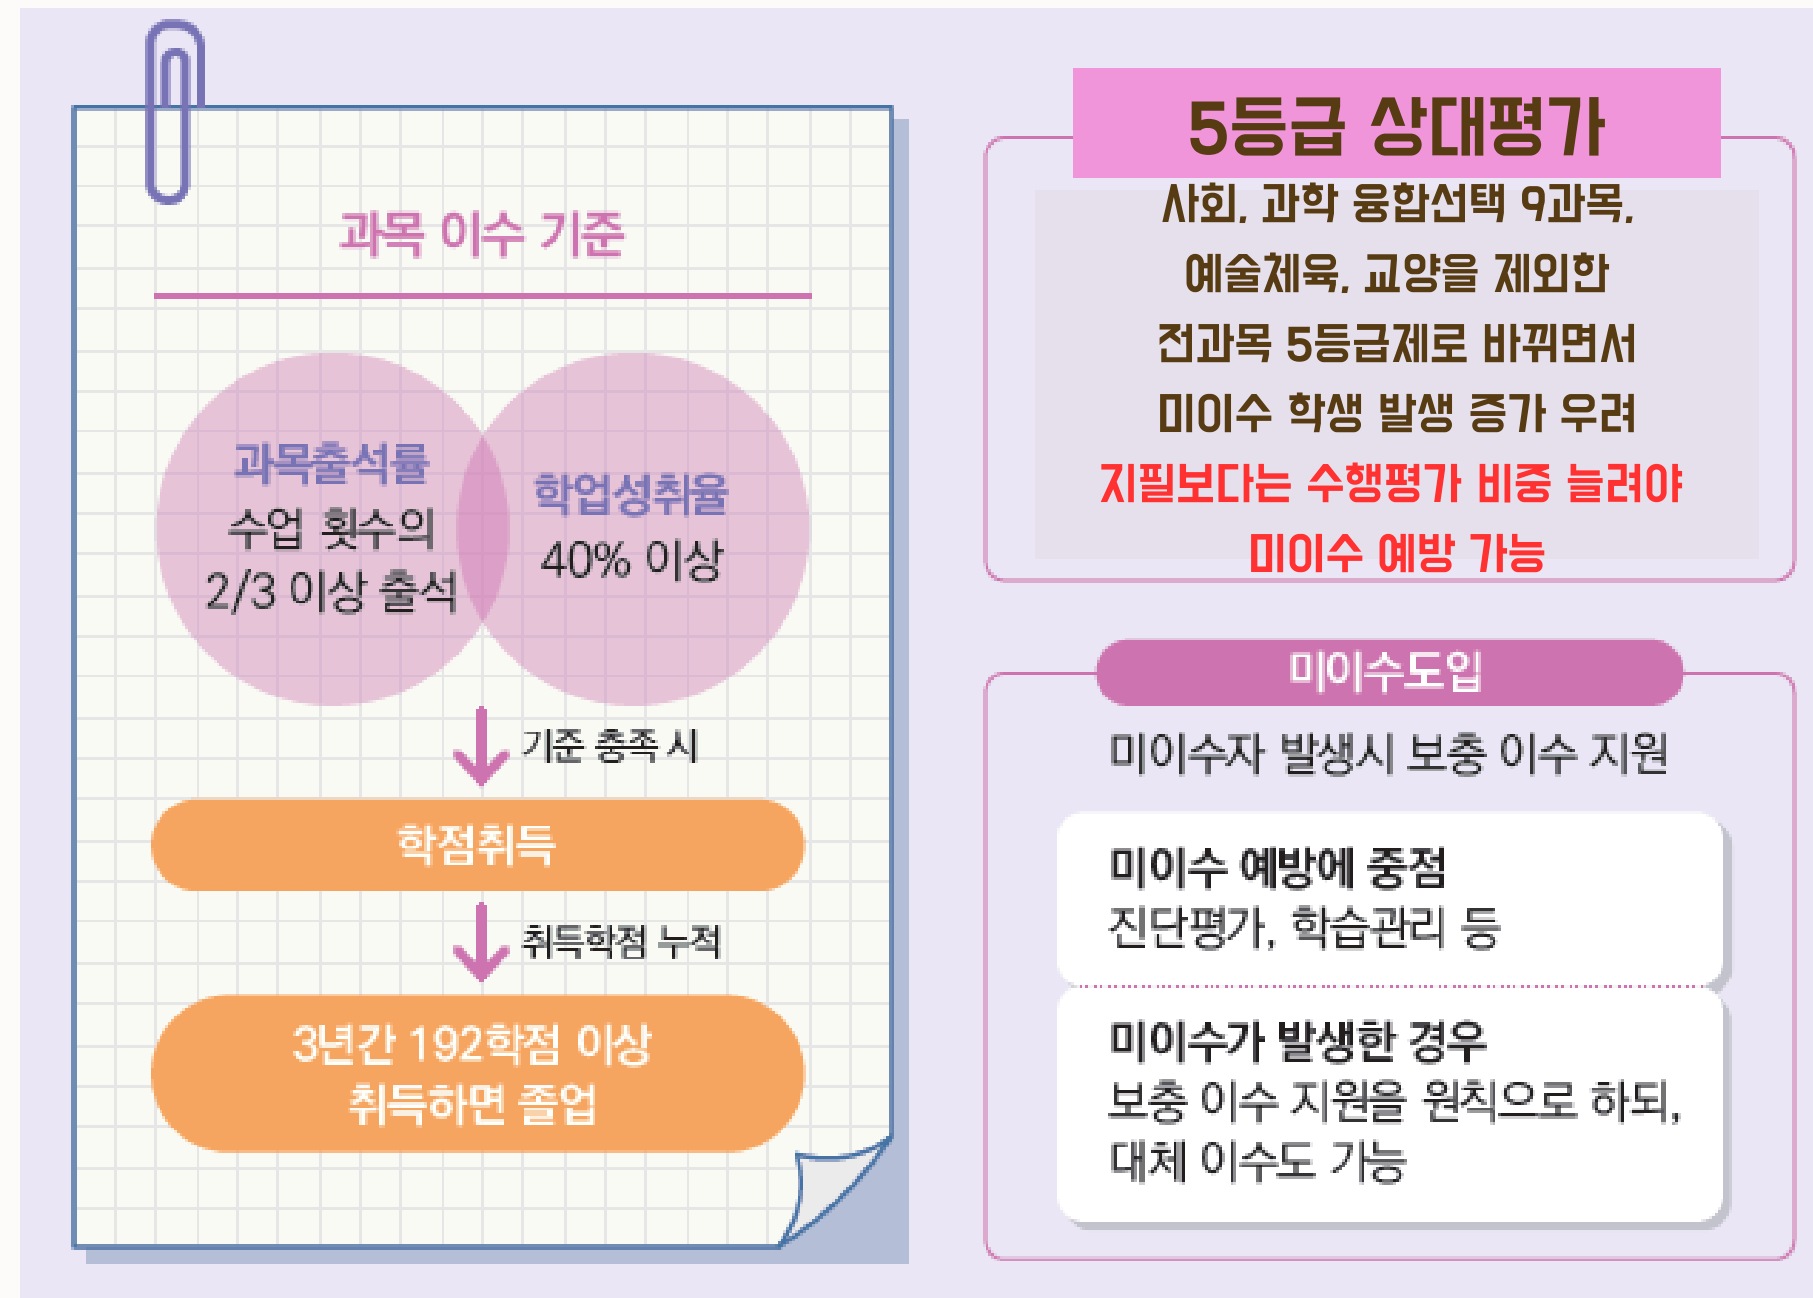 과목 이수 기준
과목출석률
수업 횟수의
2/3 이상 출석
학업성취율
40% 이상
기준 충족 시
학점취득
취득학점 누적
3년간 192학점 이상
취득하면 졸업
5등급 상대평가
사회, 과학 융합선택 9과목,
예술체육, 교양을 제외한
전과목 5등급제로 바뀌면서
미이수 학생 발생 증가 우려
지필보다는 수행평가 비중 늘려야
미이수 예방 가능
미이수도입
미이수자 발생시 보충 이수 지원
미이수 예방에 중점
진단평가, 학습관리 등
미이수가 발생한 경우
보충 이수 지원을 원칙으로 하되,
대체 이수도 가능